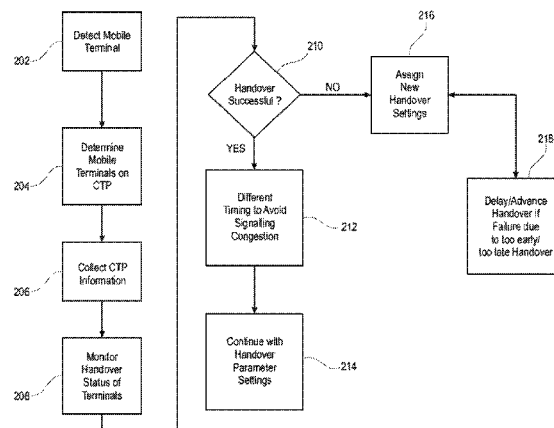 Detect Mobile
Terminal
202
Determine
Mobile
Terminals on
CTP
204
Collect CTP
Information
206
Monitor
Handover
Status of
Terminals
208
210
Handover
Successful ?
NO
YES
Different
Timing to Avoid
Signalling
Congestion
212
Continue with
Handover
Parameter
Settings
214
216
Assign
New
Handover
Settings
218
Delay/Advance
Handover if
Failure due
to too early/
too late Handover